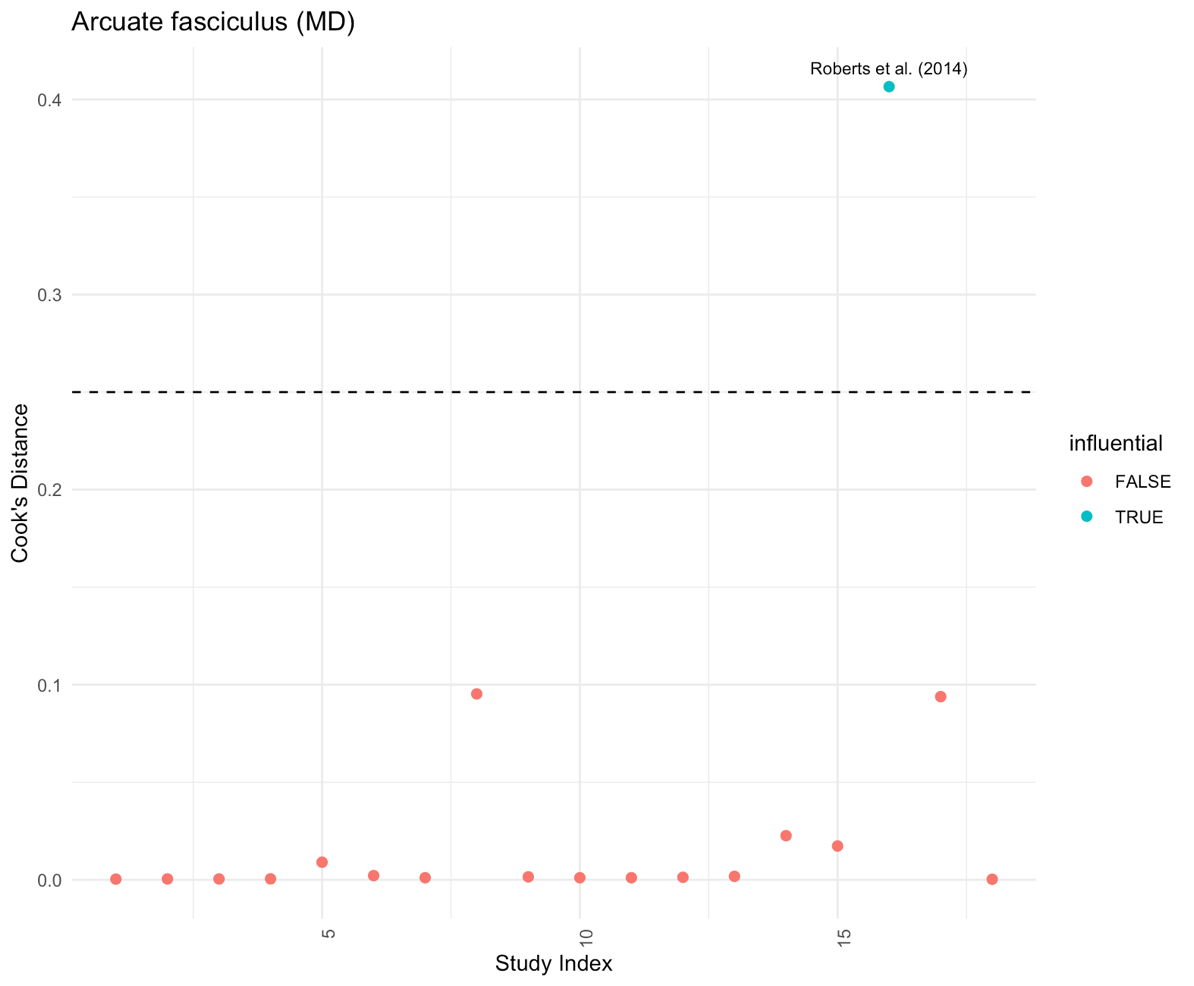 Arcuate fasciculus (MD)
Roberts et al. (2014)
0.4
0.3
0.2
0.1
0.0
Cook's Distance
5
10
15
Study Index
influential
FALSE
TRUE